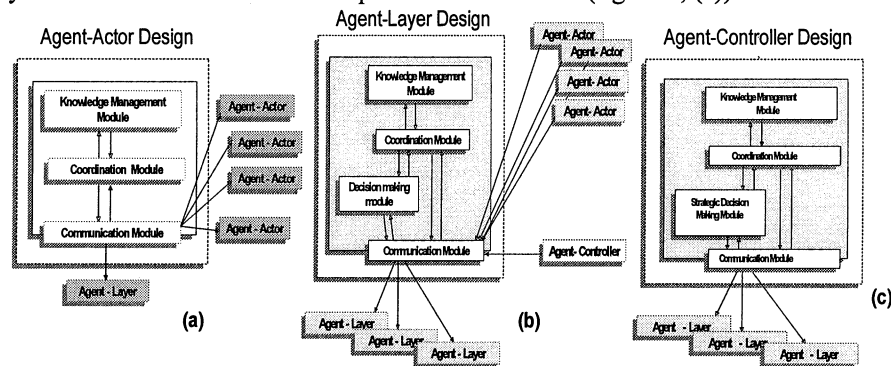 Agent-Actor Design
Knowledge Management
Module
Coordination Module
Communication Module
Agent - Actor
Agent - Actor
Agent - Actor
Agent - Actor
Agent - Layer
(a)
Agent-Layer Design
Knowledge Management
Module
Coordination Module
Decision making
module
Communication Module
Agent- Actor
Agent- Actor
Agent- Actor
Agent- Actor
Agent- Controller
Agent - Layer
Agent - Layer
Agent - Layer
(b)
Agent-Controller Design
Knowledge Management
Module
Coordination Module
Strategic Decision
Making Module
Communication Module
Agent - Layer
Agent - Layer
Agent - Layer
(c)